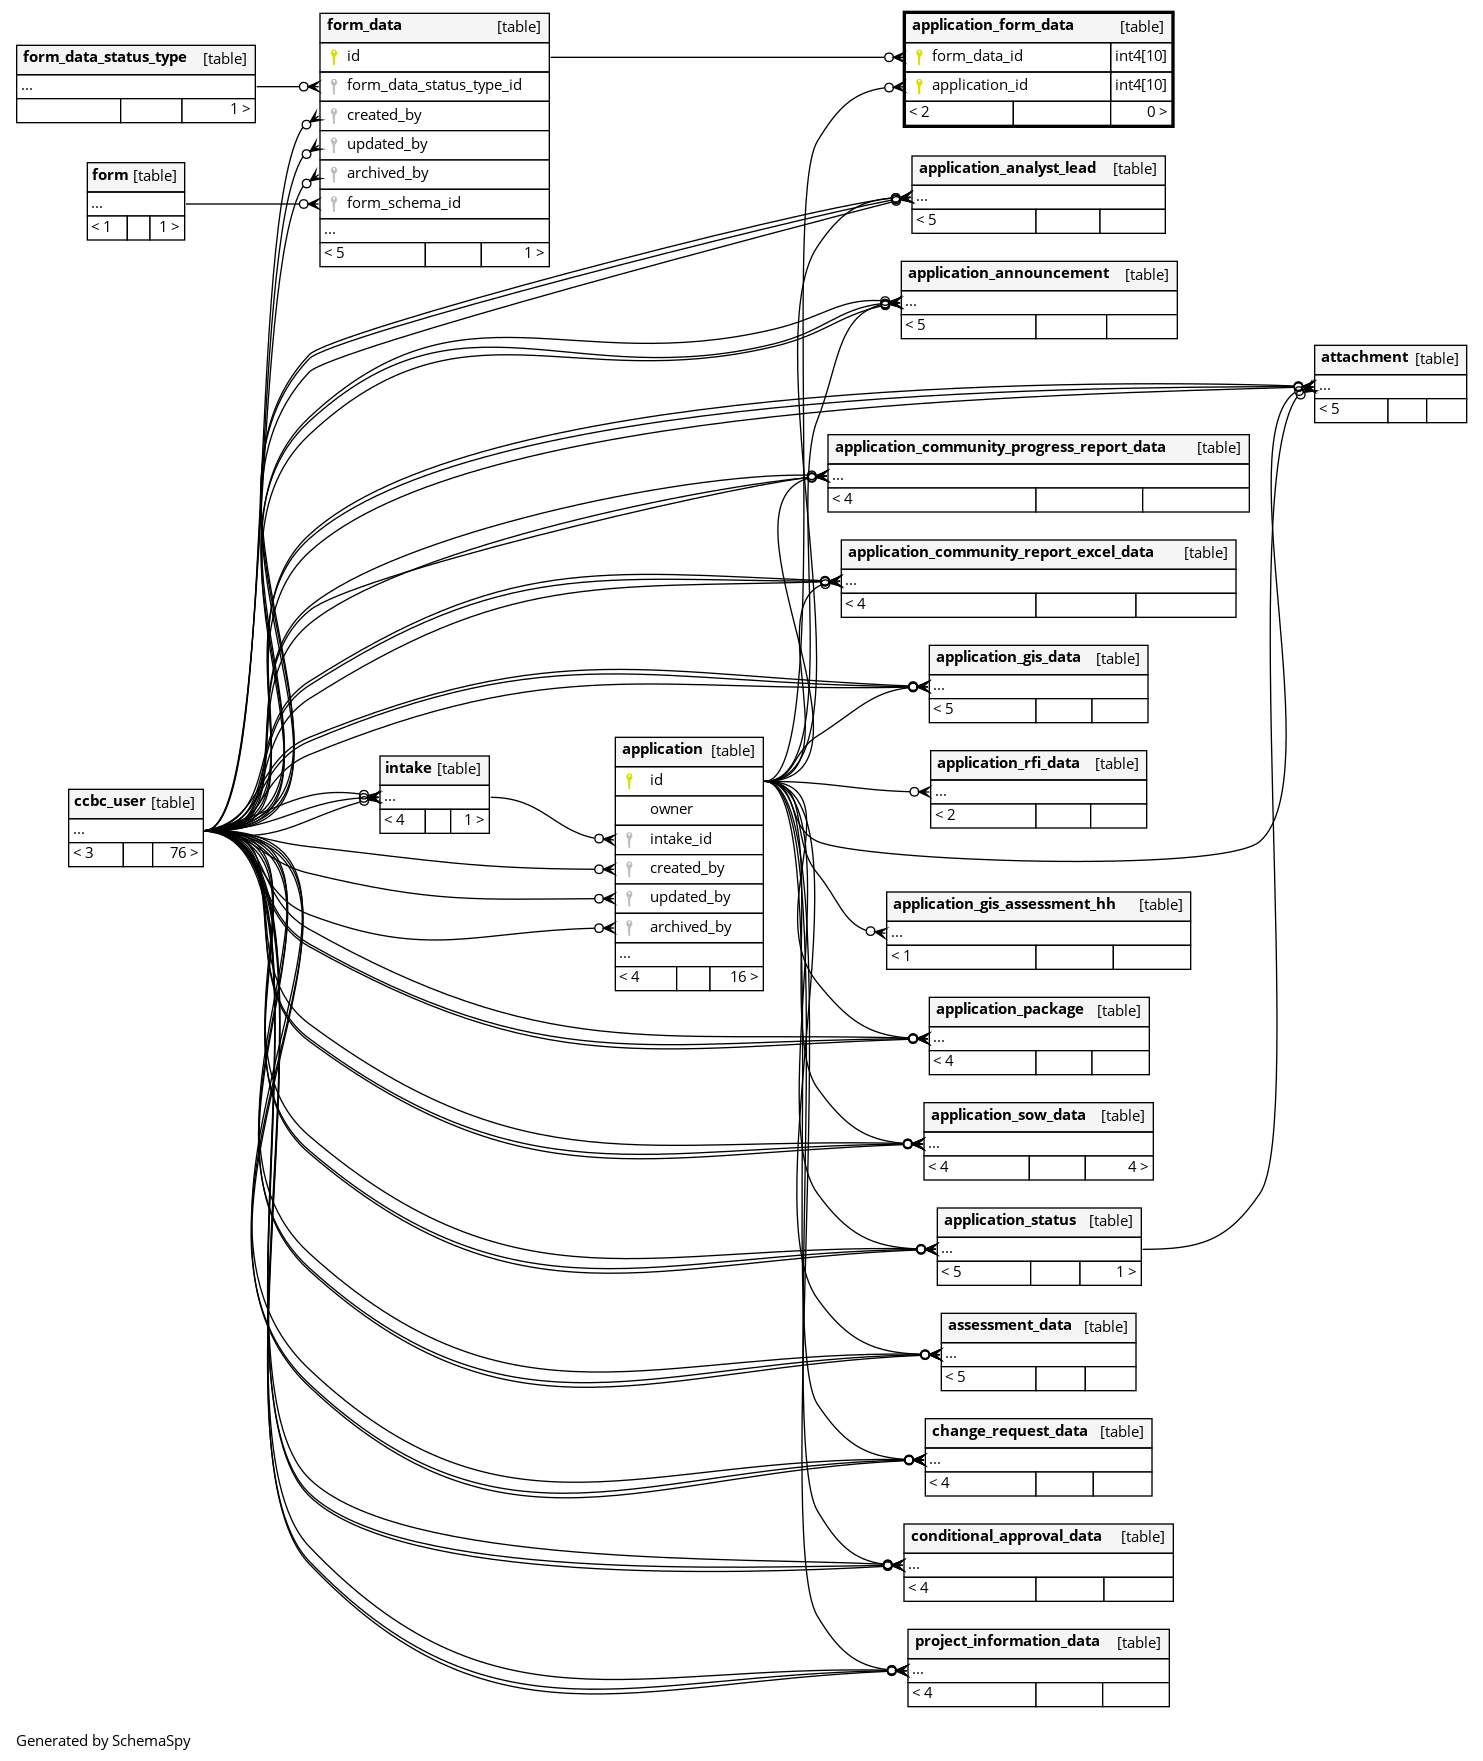 form_data_status_type [table]
...
1 >
form [table]
...
< 1 1 >
form_data [table]
id
form_data_status_type_id
created_by
updated_by
archived_by
form_schema_id
...
< 5 1 >
application_form_data [table]
form_data_id int4[10]
application_id int4[10]
< 2 0 >
application_analyst_lead [table]
...
< 5
application_announcement [table]
...
< 5
attachment [table]
...
< 5
application_community_progress_report_data [table]
...
< 4
application_community_report_excel_data [table]
...
< 4
application_gis_data [table]
...
< 5
application_rfi_data [table]
...
< 2
ccbc_user [table]
...
< 3 76 >
intake [table]
...
< 4 1 >
application [table]
id
owner
intake_id
created_by
updated_by
archived_by
...
< 4 16 >
application_gis_assessment_hh [table]
...
< 1
application_package [table]
...
< 4
application_sow_data [table]
...
< 4 4 >
application_status [table]
...
< 5 1 >
assessment_data [table]
...
< 5
change_request_data [table]
...
< 4
conditional_approval_data [table]
...
< 4
project_information_data [table]
...
< 4
Generated by SchemaSpy